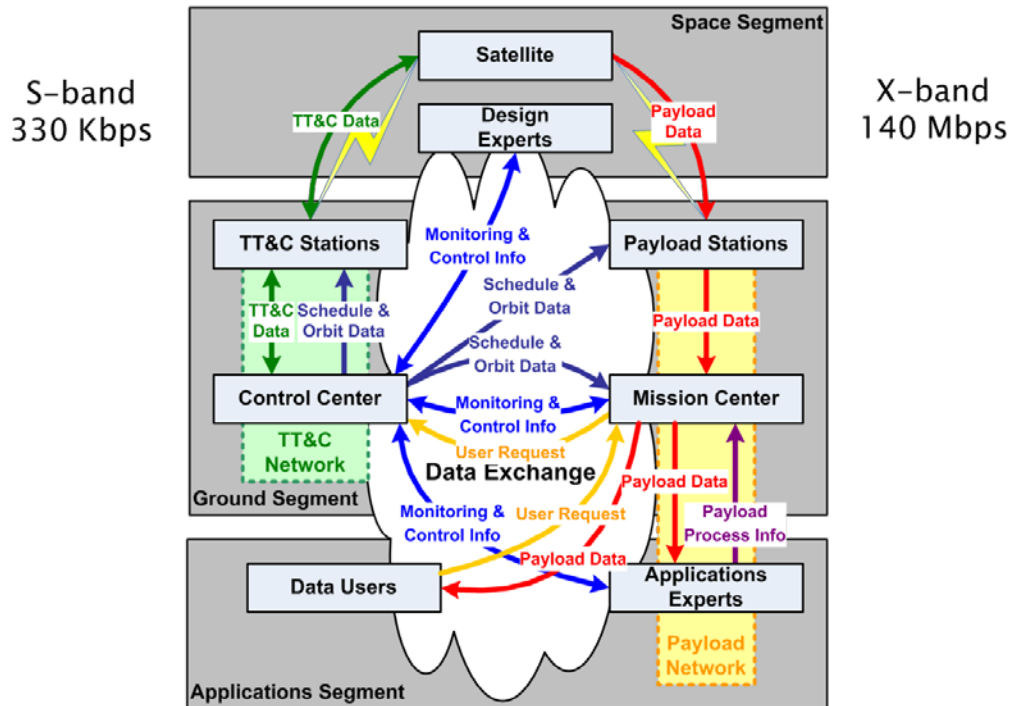 Space Segment
Satellite
S-band
330 Kbps
X-band
140 Mbps
TT&C Data
Payload
Data
Design
Experts
TT&C Stations
Payload Stations
Monitoring &
Control Info
Schedule &
Orbit Data
TT&C
Data
Schedule &
Orbit Data
Payload Data
Schedule &
Orbit Data
Control Center
Mission Center
Monitoring &
Control Info
TT&C
Network
User Request
Data Exchange
Payload Data
Ground Segment
Monitoring &
Control Info
User Request
Payload
Process Info
Payload Data
Data Users
Applications
Experts
Payload
Network
Applications Segment